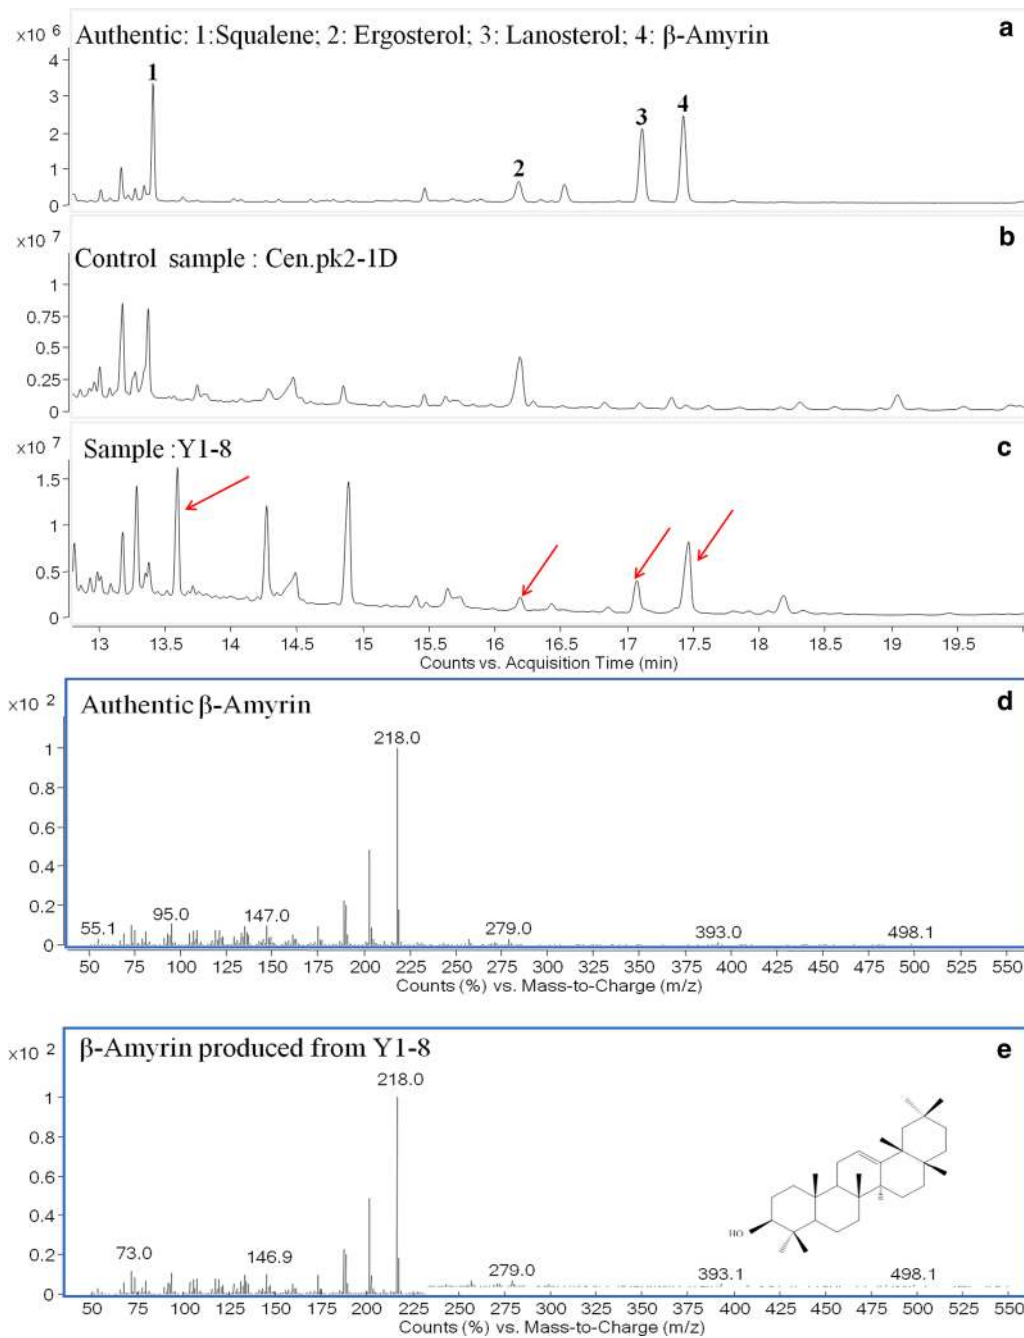 ×10 6
Authentic: 1:Squalene; 2: Ergosterol; 3: Lanosterol; 4: β-Amyrin
a
4
3
2
1
0
1
2
3
4
×10 7
Control sample : Cen.pk2-1D
b
1
0.75
0.5
0.25
0
×10 7
Sample :Y1-8
c
1.5
1
0.5
0
13 13.5 14 14.5 15 15.5 16 16.5 17 17.5 18 18.5 19 19.5
Counts vs. Acquisition Time (min)
×10 2
Authentic β-Amyrin
d
218.0
1
0.8
0.6
0.4
0.2
0
55.1 95.0 147.0 279.0 393.0 498.1
50 75 100 125 150 175 200 225 250 275 300 325 350 375 400 425 450 475 500 525 550
Counts (%) vs. Mass-to-Charge (m/z)
×10 2
β-Amyrin produced from Y1-8
e
218.0
1
0.8
0.6
0.4
0.2
0
HO
73.0 146.9 279.0 393.1 498.1
50 75 100 125 150 175 200 225 250 275 300 325 350 375 400 425 450 475 500 525 550
Counts (%) vs. Mass-to-Charge (m/z)